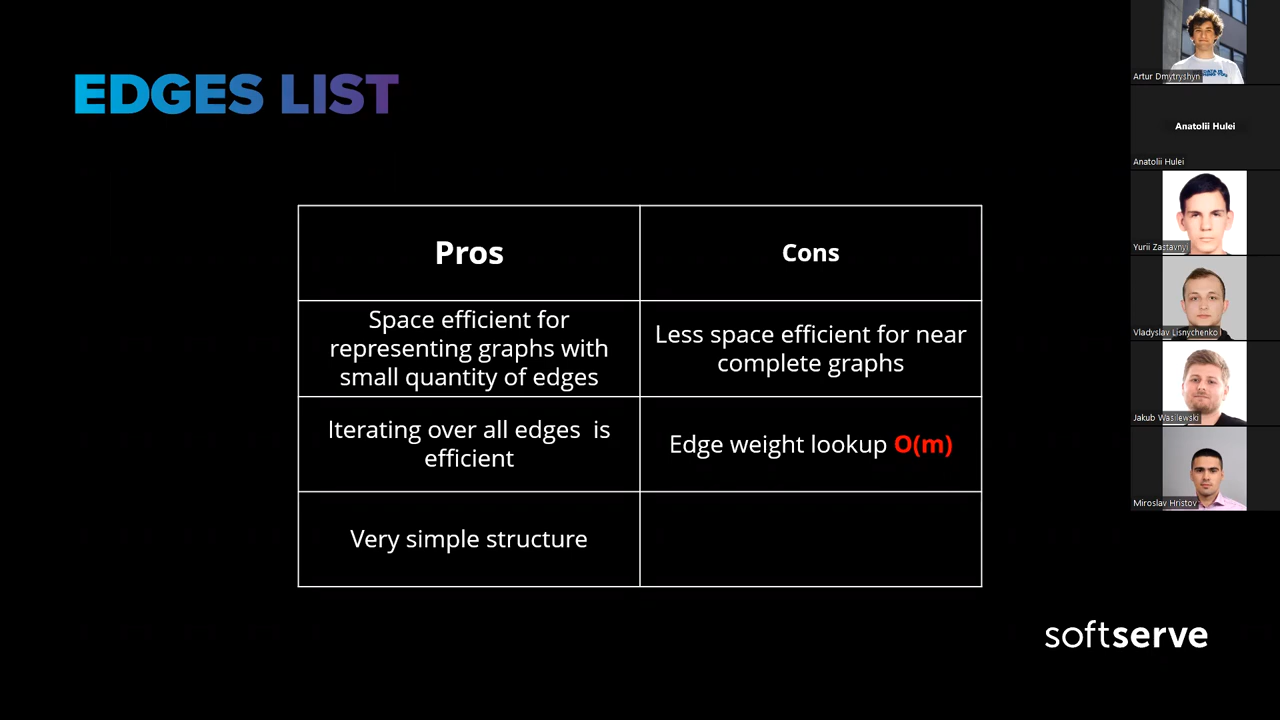 EDGES LIST
Pros
Cons
Space efficient for
representing graphs with
small quantity of edges
Less space efficient for near
complete graphs
Iterating over all edges is
efficient
Edge weight lookup O(m)
Very simple structure
softserve
Artur Dmytryshyn
Anatolii Hulei
Anatolii Hulei
Yurii Zastavnyi
Vladyslav Lisnychenko
Jakub Wasilewski
Miroslav Hristov